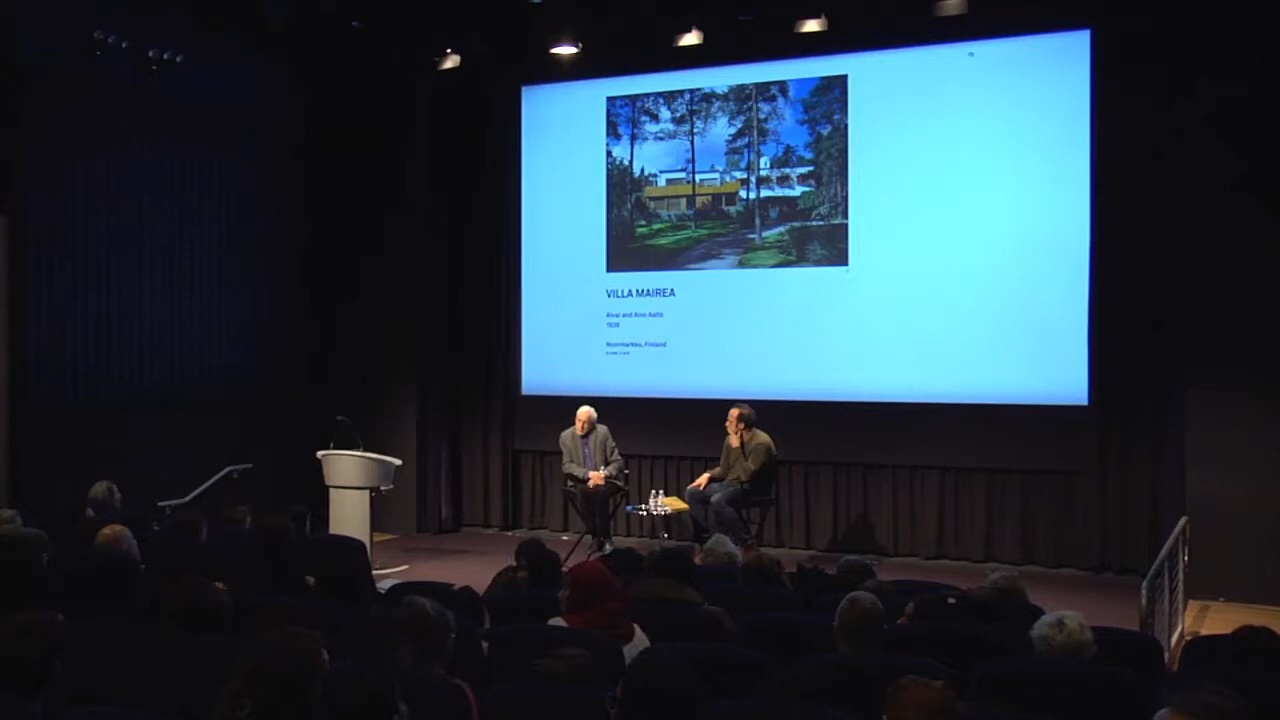 VILLA MAIREA
Alvar and Aino Aalto
1939
Noormarkku, Finland